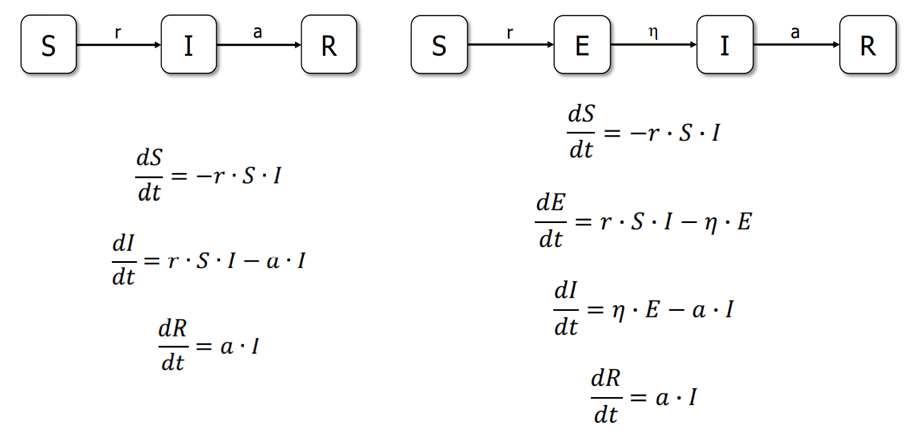 r a
S I R
dS/dt = −r · S · I
dI/dt = r · S · I − a · I
dR/dt = a · I
r η a
S E I R
dS/dt = −r · S · I
dE/dt = r · S · I − η · E
dI/dt = η · E − a · I
dR/dt = a · I